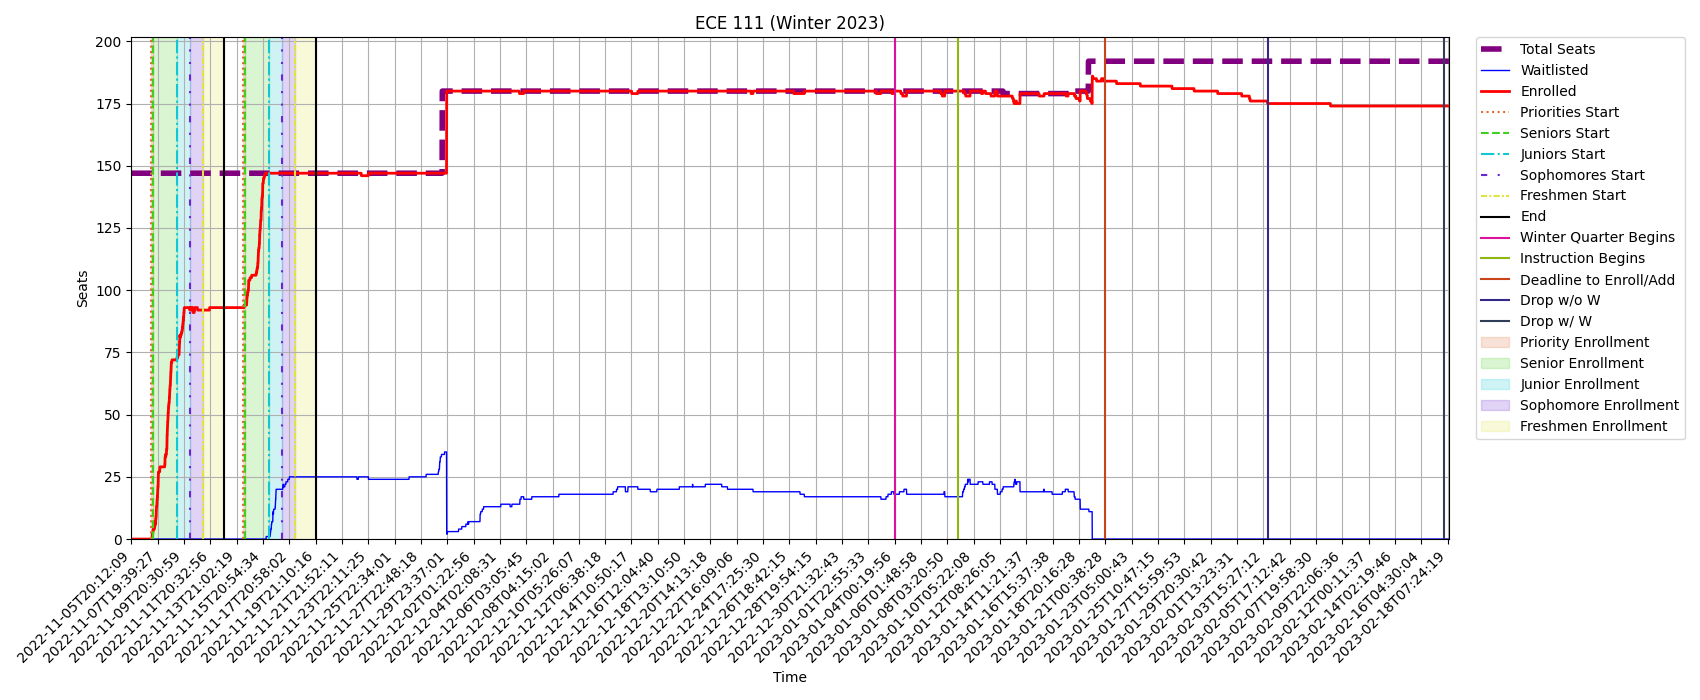 ECE 111 (Winter 2023)
200
175
150
125
100
75
50
25
0
Seats
2022-11-05T20:12:09
2022-11-07T19:39:27
2022-11-09T20:30:59
2022-11-11T10:32:56
2022-11-13T21:02:19
2022-11-15T20:54:34
2022-11-17T20:58:02
2022-11-19T21:10:16
2022-11-21T21:52:11
2022-11-23T22:11:25
2022-11-25T22:34:01
2022-11-27T22:48:18
2022-11-29T23:37:01
2022-12-02T01:22:56
2022-12-04T02:08:31
2022-12-06T03:05:45
2022-12-08T04:15:02
2022-12-10T05:26:07
2022-12-12T06:38:18
2022-12-14T10:50:17
2022-12-16T12:04:40
2022-12-18T13:10:50
2022-12-20T14:13:18
2022-12-22T16:09:06
2022-12-24T17:25:30
2022-12-26T18:42:15
2022-12-28T19:54:15
2022-12-30T21:32:43
2023-01-01T22:55:33
2023-01-04T00:19:56
2023-01-06T01:48:58
2023-01-08T03:20:50
2023-01-10T05:22:08
2023-01-12T08:26:05
2023-01-14T11:21:37
2023-01-16T15:37:38
2023-01-18T20:16:28
2023-01-21T00:38:28
2023-01-23T05:00:43
2023-01-25T10:47:15
2023-01-27T15:59:53
2023-01-29T20:30:42
2023-02-01T13:23:31
2023-02-03T15:27:12
2023-02-05T17:12:42
2023-02-07T19:58:30
2023-02-09T22:06:36
2023-02-12T00:11:37
2023-02-14T02:19:46
2023-02-16T04:30:04
2023-02-18T07:24:19
Time
Total Seats
Waitlisted
Enrolled
Priorities Start
Seniors Start
Juniors Start
Sophomores Start
Freshmen Start
End
Winter Quarter Begins
Instruction Begins
Deadline to Enroll/Add
Drop w/o W
Drop w/ W
Priority Enrollment
Senior Enrollment
Junior Enrollment
Sophomore Enrollment
Freshmen Enrollment